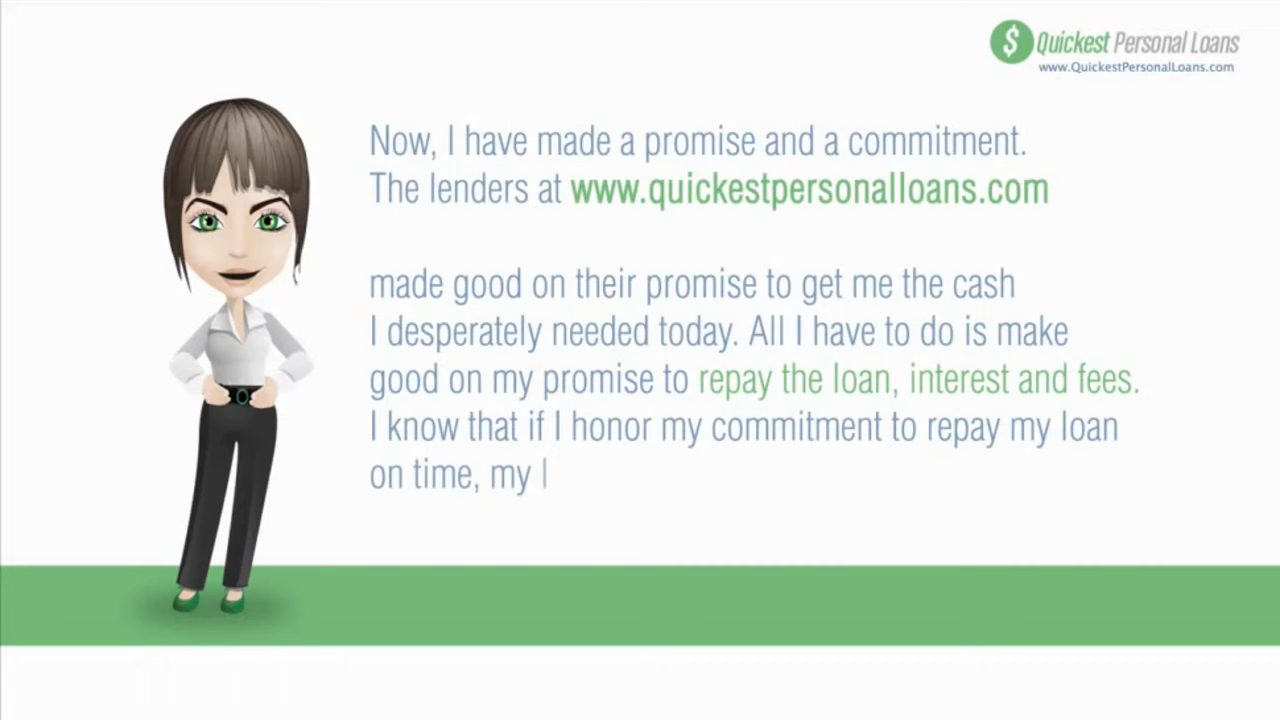 $ Quickest Personal Loans
www.QuickestPersonalLoans.com
Now, I have made a promise and a commitment.
The lenders at www.quickestpersonalloans.com
made good on their promise to get me the cash
I desperately needed today. All I have to do is make
good on my promise to repay the loan, interest and fees.
I know that if I honor my commitment to repay my loan
on time, my l